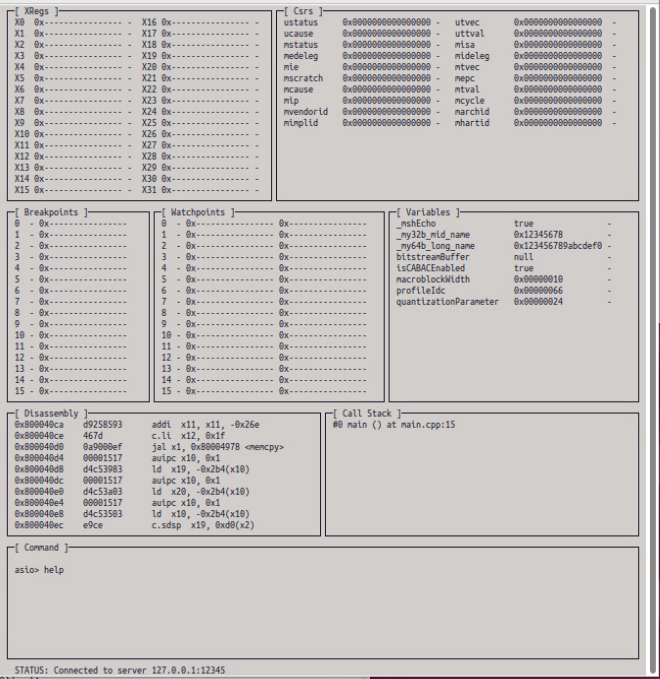 [ XRegs ]
X0 0x---------------- - X16 0x---------------- -
X1 0x---------------- - X17 0x---------------- -
X2 0x---------------- - X18 0x---------------- -
X3 0x---------------- - X19 0x---------------- -
X4 0x---------------- - X20 0x---------------- -
X5 0x---------------- - X21 0x---------------- -
X6 0x---------------- - X22 0x---------------- -
X7 0x---------------- - X23 0x---------------- -
X8 0x---------------- - X24 0x---------------- -
X9 0x---------------- - X25 0x---------------- -
X10 0x---------------- - X26 0x---------------- -
X11 0x---------------- - X27 0x---------------- -
X12 0x---------------- - X28 0x---------------- -
X13 0x---------------- - X29 0x---------------- -
X14 0x---------------- - X30 0x---------------- -
X15 0x---------------- - X31 0x---------------- -
[ Csrs ]
ustatus 0x0000000000000000 - utvec 0x0000000000000000 -
ucause 0x0000000000000000 - uttval 0x0000000000000000 -
mstatus 0x0000000000000000 - misa 0x0000000000000000 -
medeleg 0x0000000000000000 - mideleg 0x0000000000000000 -
mie 0x0000000000000000 - mtvec 0x0000000000000000 -
mscratch 0x0000000000000000 - mepc 0x0000000000000000 -
mcause 0x0000000000000000 - mtval 0x0000000000000000 -
mip 0x0000000000000000 - mcycle 0x0000000000000000 -
mvendorid 0x0000000000000000 - marchid 0x0000000000000000 -
mimplid 0x0000000000000000 - mhartid 0x0000000000000000 -
[ Breakpoints ]
0 - 0x----------------
1 - 0x----------------
2 - 0x----------------
3 - 0x----------------
4 - 0x----------------
5 - 0x----------------
6 - 0x----------------
7 - 0x----------------
8 - 0x----------------
9 - 0x----------------
10 - 0x----------------
11 - 0x----------------
12 - 0x----------------
13 - 0x----------------
14 - 0x----------------
15 - 0x----------------
[ Watchpoints ]
0 - 0x---------------- 0x----------------
1 - 0x---------------- 0x----------------
2 - 0x---------------- 0x----------------
3 - 0x---------------- 0x----------------
4 - 0x---------------- 0x----------------
5 - 0x---------------- 0x----------------
6 - 0x---------------- 0x----------------
7 - 0x---------------- 0x----------------
8 - 0x---------------- 0x----------------
9 - 0x---------------- 0x----------------
10 - 0x---------------- 0x----------------
11 - 0x---------------- 0x----------------
12 - 0x---------------- 0x----------------
13 - 0x---------------- 0x----------------
14 - 0x---------------- 0x----------------
15 - 0x---------------- 0x----------------
[ Variables ]
_mshEcho true -
_my32b_mid_name 0x12345678 -
_my64b_long_name 0x123456789abcdef0 -
bitstreamBuffer null -
isCABACEnabled true -
macroblockWidth 0x00000010 -
profileIdc 0x00000066 -
quantizationParameter 0x00000024 -
[ Disassembly ]
0x800040ca d9258593 addi x11, x11, -0x26e
0x800040ce 467d c.li x12, 0x1f
0x800040d0 0a9000ef jal x1, 0x80004978 <memcpy>
0x800040d4 00001517 auipc x10, 0x1
0x800040d8 d4c53983 ld x19, -0x2b4(x10)
0x800040dc 00001517 auipc x10, 0x1
0x800040e0 d4c53a03 ld x20, -0x2b4(x10)
0x800040e4 00001517 auipc x10, 0x1
0x800040e8 d4c53503 ld x10, -0x2b4(x10)
0x800040ec e9ce c.sdsp x19, 0xd0(x2)
[ Call Stack ]
#0 main () at main.cpp:15
[ Command ]
asio> help
STATUS: Connected to server 127.0.0.1:12345